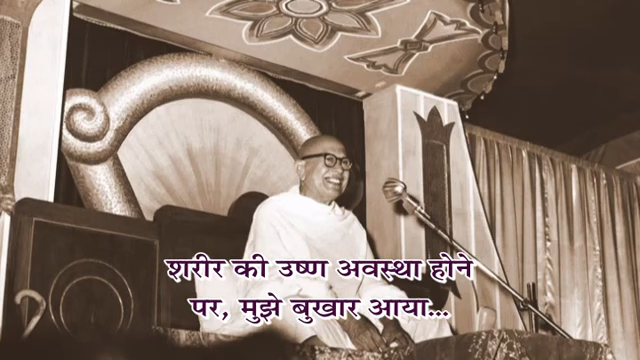 शरीर की उष्ण अवस्था होने
पर, मुझे बुखार आया...